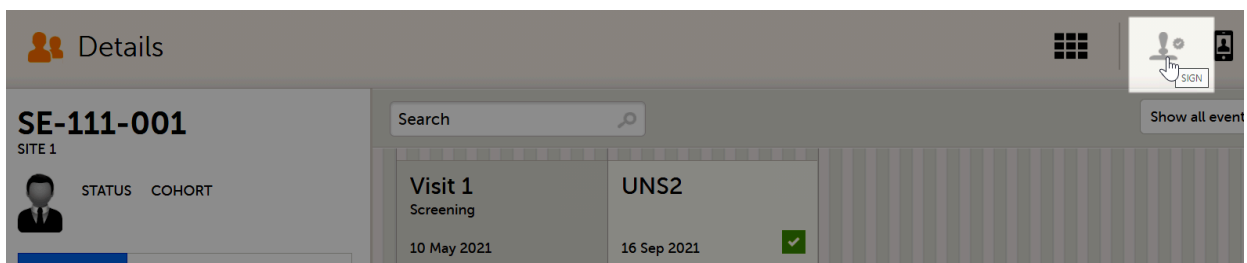 Details
SIGN
SE-111-001
SITE 1
STATUS COHORT
Search
Show all event
Visit 1
Screening
10 May 2021
UNS2
16 Sep 2021